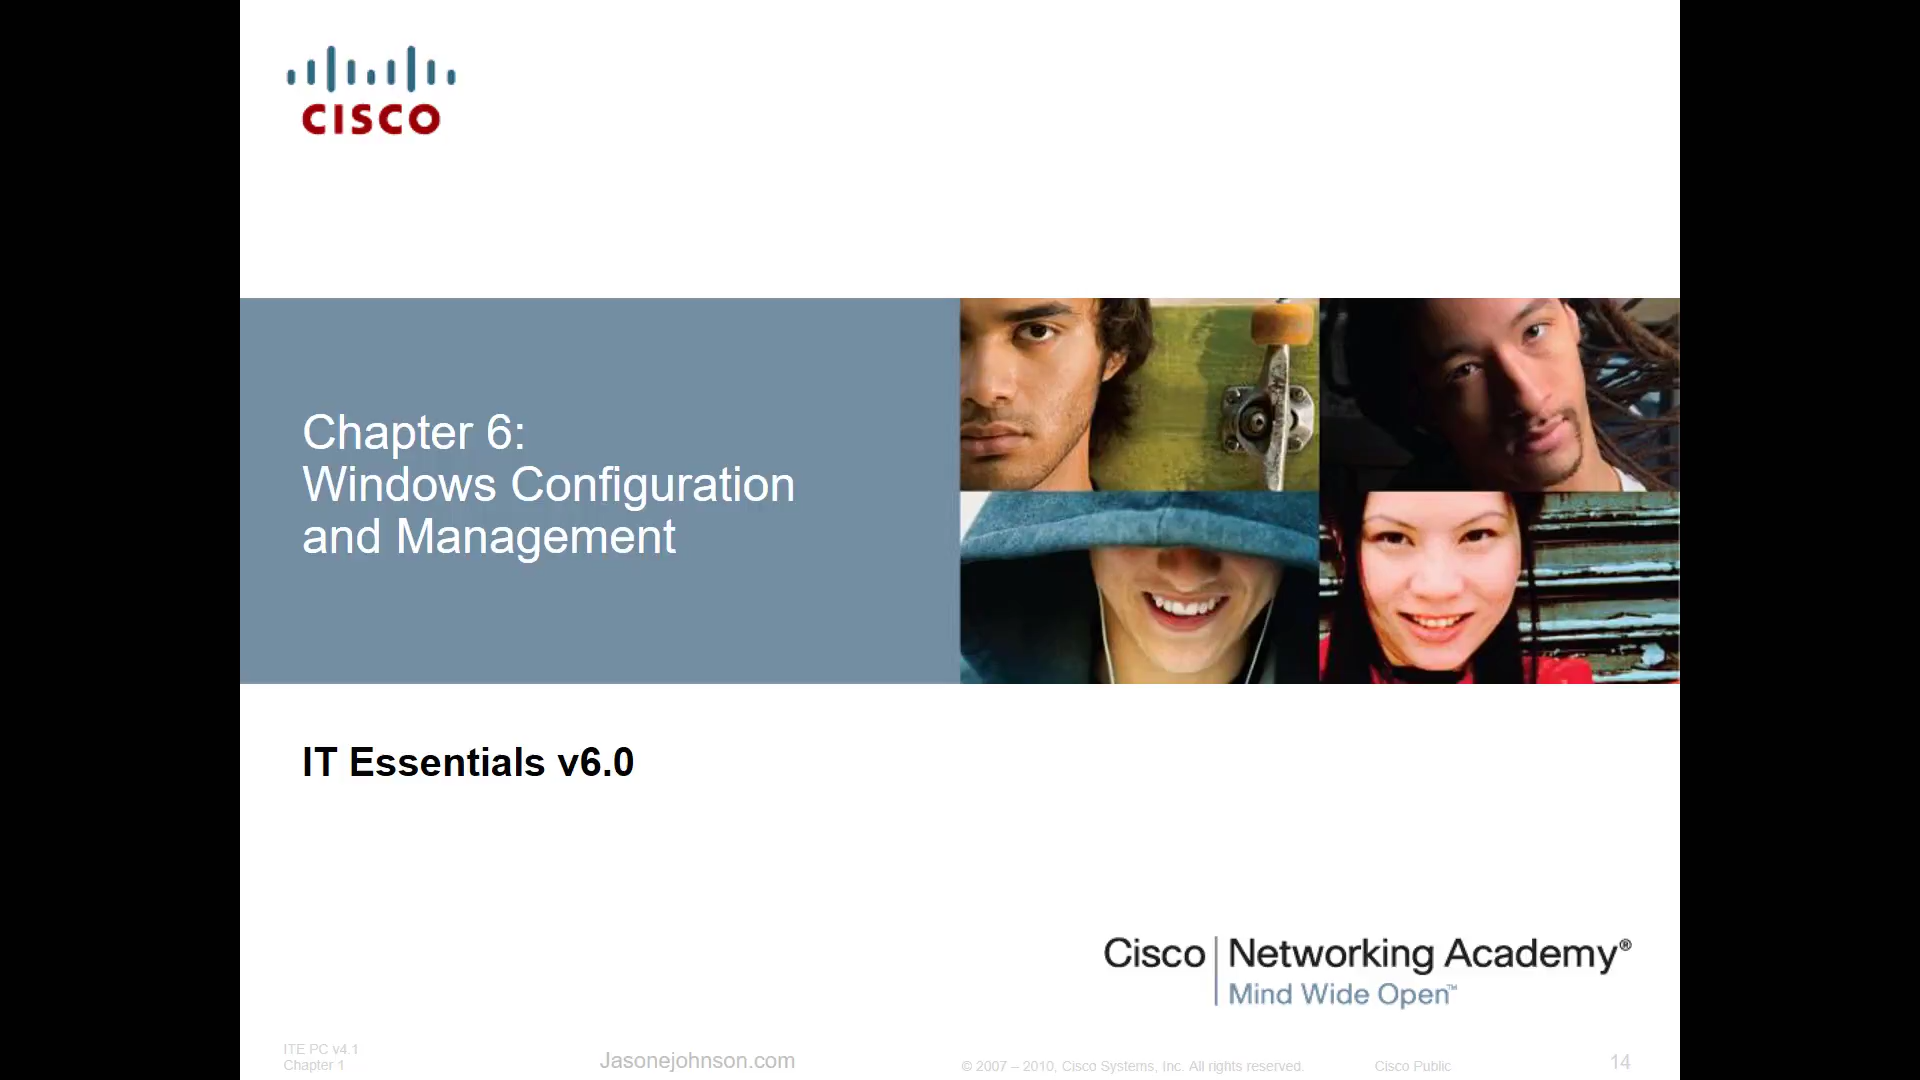 CISCO
Chapter 6:
Windows Configuration
and Management
IT Essentials v6.0
Cisco Networking Academy®
Mind Wide Open™
ITE PC v4.1
Chapter 1
Jasonejohnson.com
© 2007 – 2010, Cisco Systems, Inc. All rights reserved.
Cisco Public
14